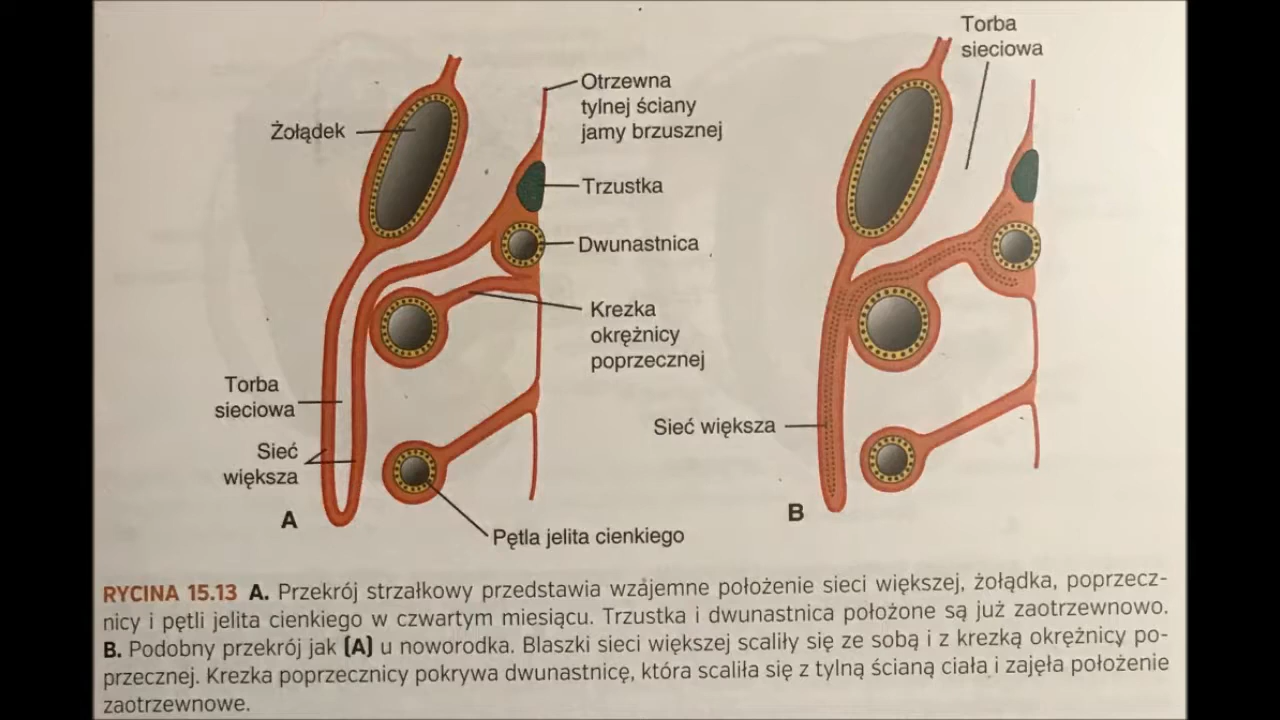 Żołądek
Otrzewna
tylnej ściany
jamy brzusznej
Trzustka
Dwunastnica
Krezka
okrężnicy
poprzecznej
Torba
sieciowa
Sieć
większa
A
Pętla jelita cienkiego
Torba
sieciowa
Sieć większa
B
RYCINA 15.13 A. Przekrój strzałkowy przedstawia wzajemne położenie sieci większej, żołądka, poprzecz-
nicy i pętli jelita cienkiego w czwartym miesiącu. Trzustka i dwunastnica położone są już zaotrzewnowo.
B. Podobny przekrój jak (A) u noworodka. Blaszki sieci większej scaliły się ze sobą i z krezką okrężnicy po-
przecznej. Krezka poprzecznicy pokrywa dwunastnicę, która scaliła się z tylną ścianą ciała i zajęła położenie
zaotrzewnowe.